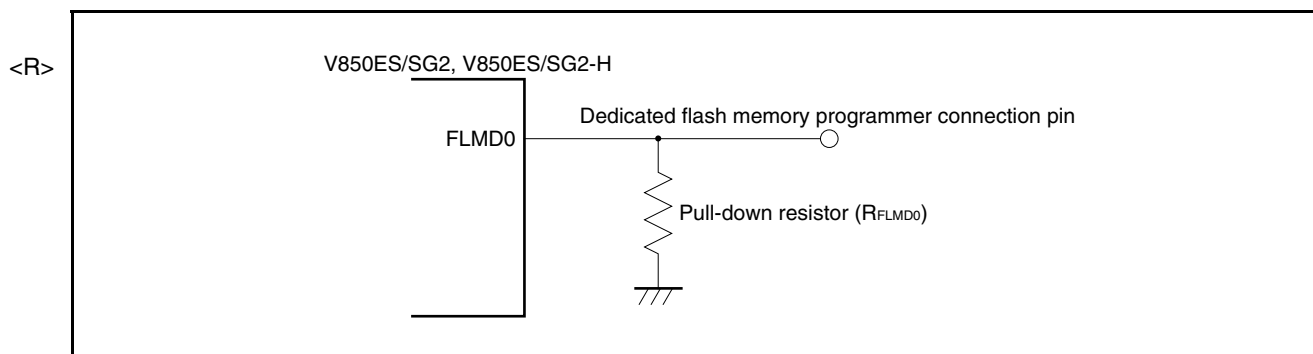 <R>
V850ES/SG2, V850ES/SG2-H
Dedicated flash memory programmer connection pin
FLMD0
Pull-down resistor (RFLMD0)